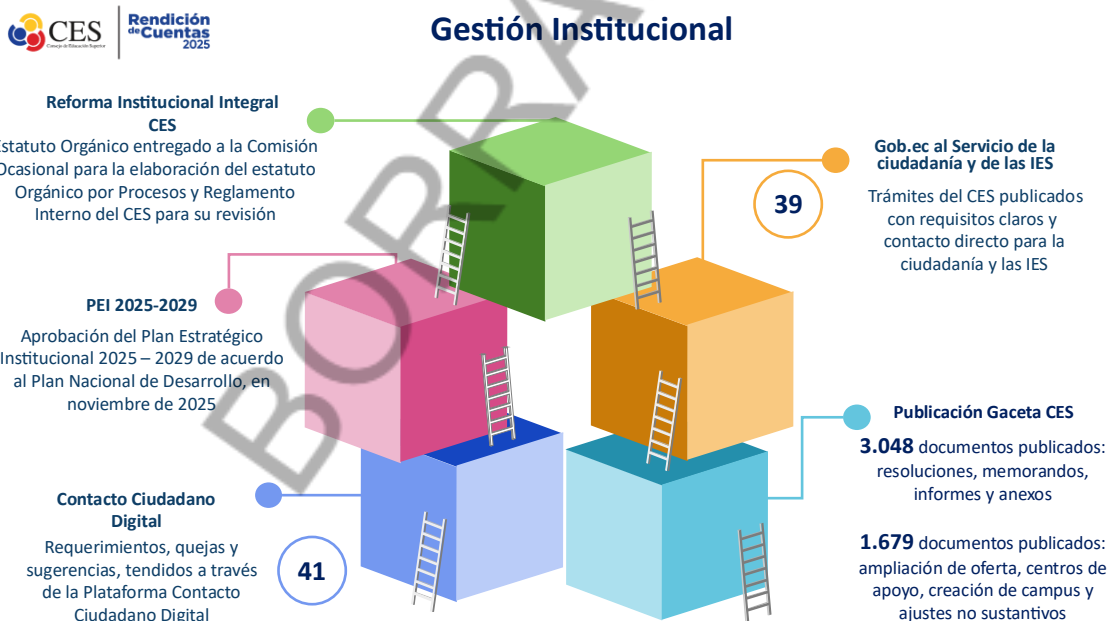 CES
Consejo de Educación Superior
Rendición
de Cuentas
2025
Gestión Institucional
Reforma Institucional Integral
CES
Estatuto Orgánico entregado a la Comisión
Ocasional para la elaboración del estatuto
Orgánico por Procesos y Reglamento
Interno del CES para su revisión
Gob.ec al Servicio de la
ciudadanía y de las IES
39
Trámites del CES publicados
con requisitos claros y
contacto directo para la
ciudadanía y las IES
PEI 2025-2029
Aprobación del Plan Estratégico
Institucional 2025 – 2029 de acuerdo
al Plan Nacional de Desarrollo, en
noviembre de 2025
Publicación Gaceta CES
3.048 documentos publicados:
resoluciones, memorandos,
informes y anexos
1.679 documentos publicados:
ampliación de oferta, centros de
apoyo, creación de campus y
ajustes no sustantivos
Contacto Ciudadano
Digital
Requerimientos, quejas y
sugerencias, tendidos a través
de la Plataforma Contacto
Ciudadano Digital
41
BORRA